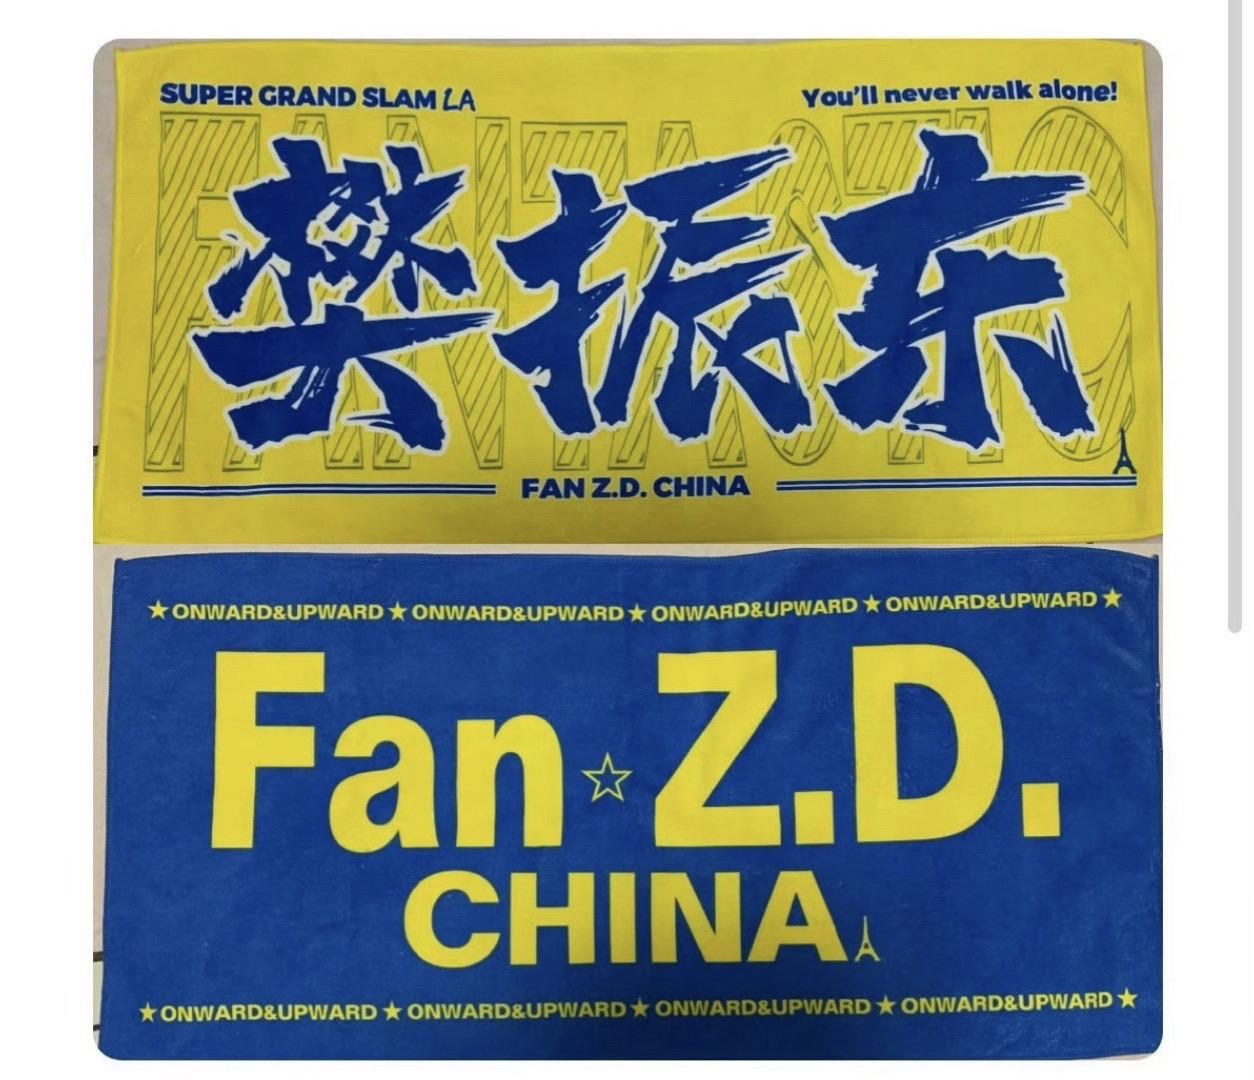 SUPER GRAND SLAM LA
You'll never walk alone!
FANTASTIC
樊振东
FAN Z.D. CHINA
★ONWARD&UPWARD★ONWARD&UPWARD★ONWARD&UPWARD★ONWARD&UPWARD★
Fan☆Z.D.
CHINA
★ONWARD&UPWARD★ONWARD&UPWARD★ONWARD&UPWARD★ONWARD&UPWARD★